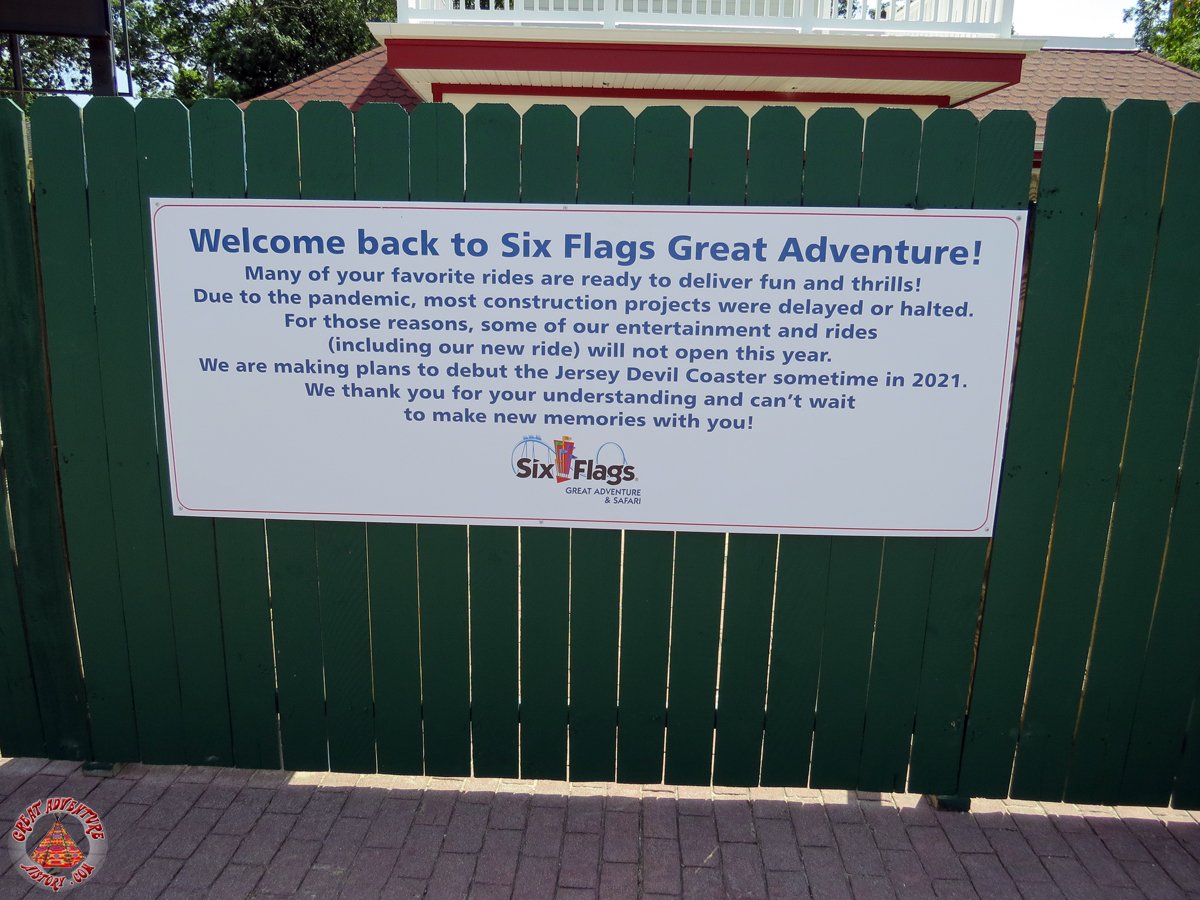 Welcome back to Six Flags Great Adventure!
Many of your favorite rides are ready to deliver fun and thrills!
Due to the pandemic, most construction projects were delayed or halted.
For those reasons, some of our entertainment and rides
(including our new ride) will not open this year.
We are making plans to debut the Jersey Devil Coaster sometime in 2021.
We thank you for your understanding and can't wait
to make new memories with you!
Six Flags
GREAT ADVENTURE
& SAFARI
GREAT ADVENTURE
HISTORY.COM